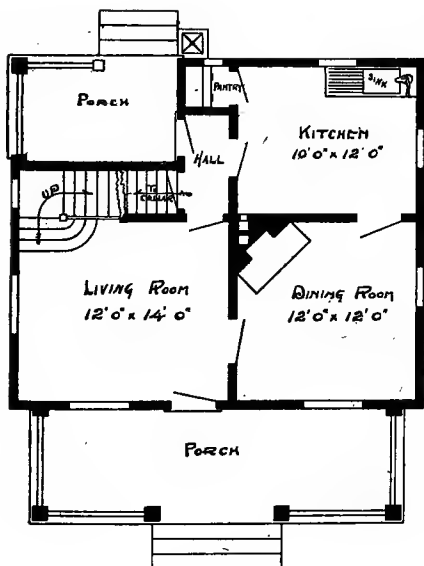 PORCH
PANTRY
SINK
KITCHEN
10'0" x 12'0"
HALL
UP
TO
CELLAR
LIVING ROOM
12'0" x 14'0"
DINING ROOM
12'0" x 12'0"
PORCH